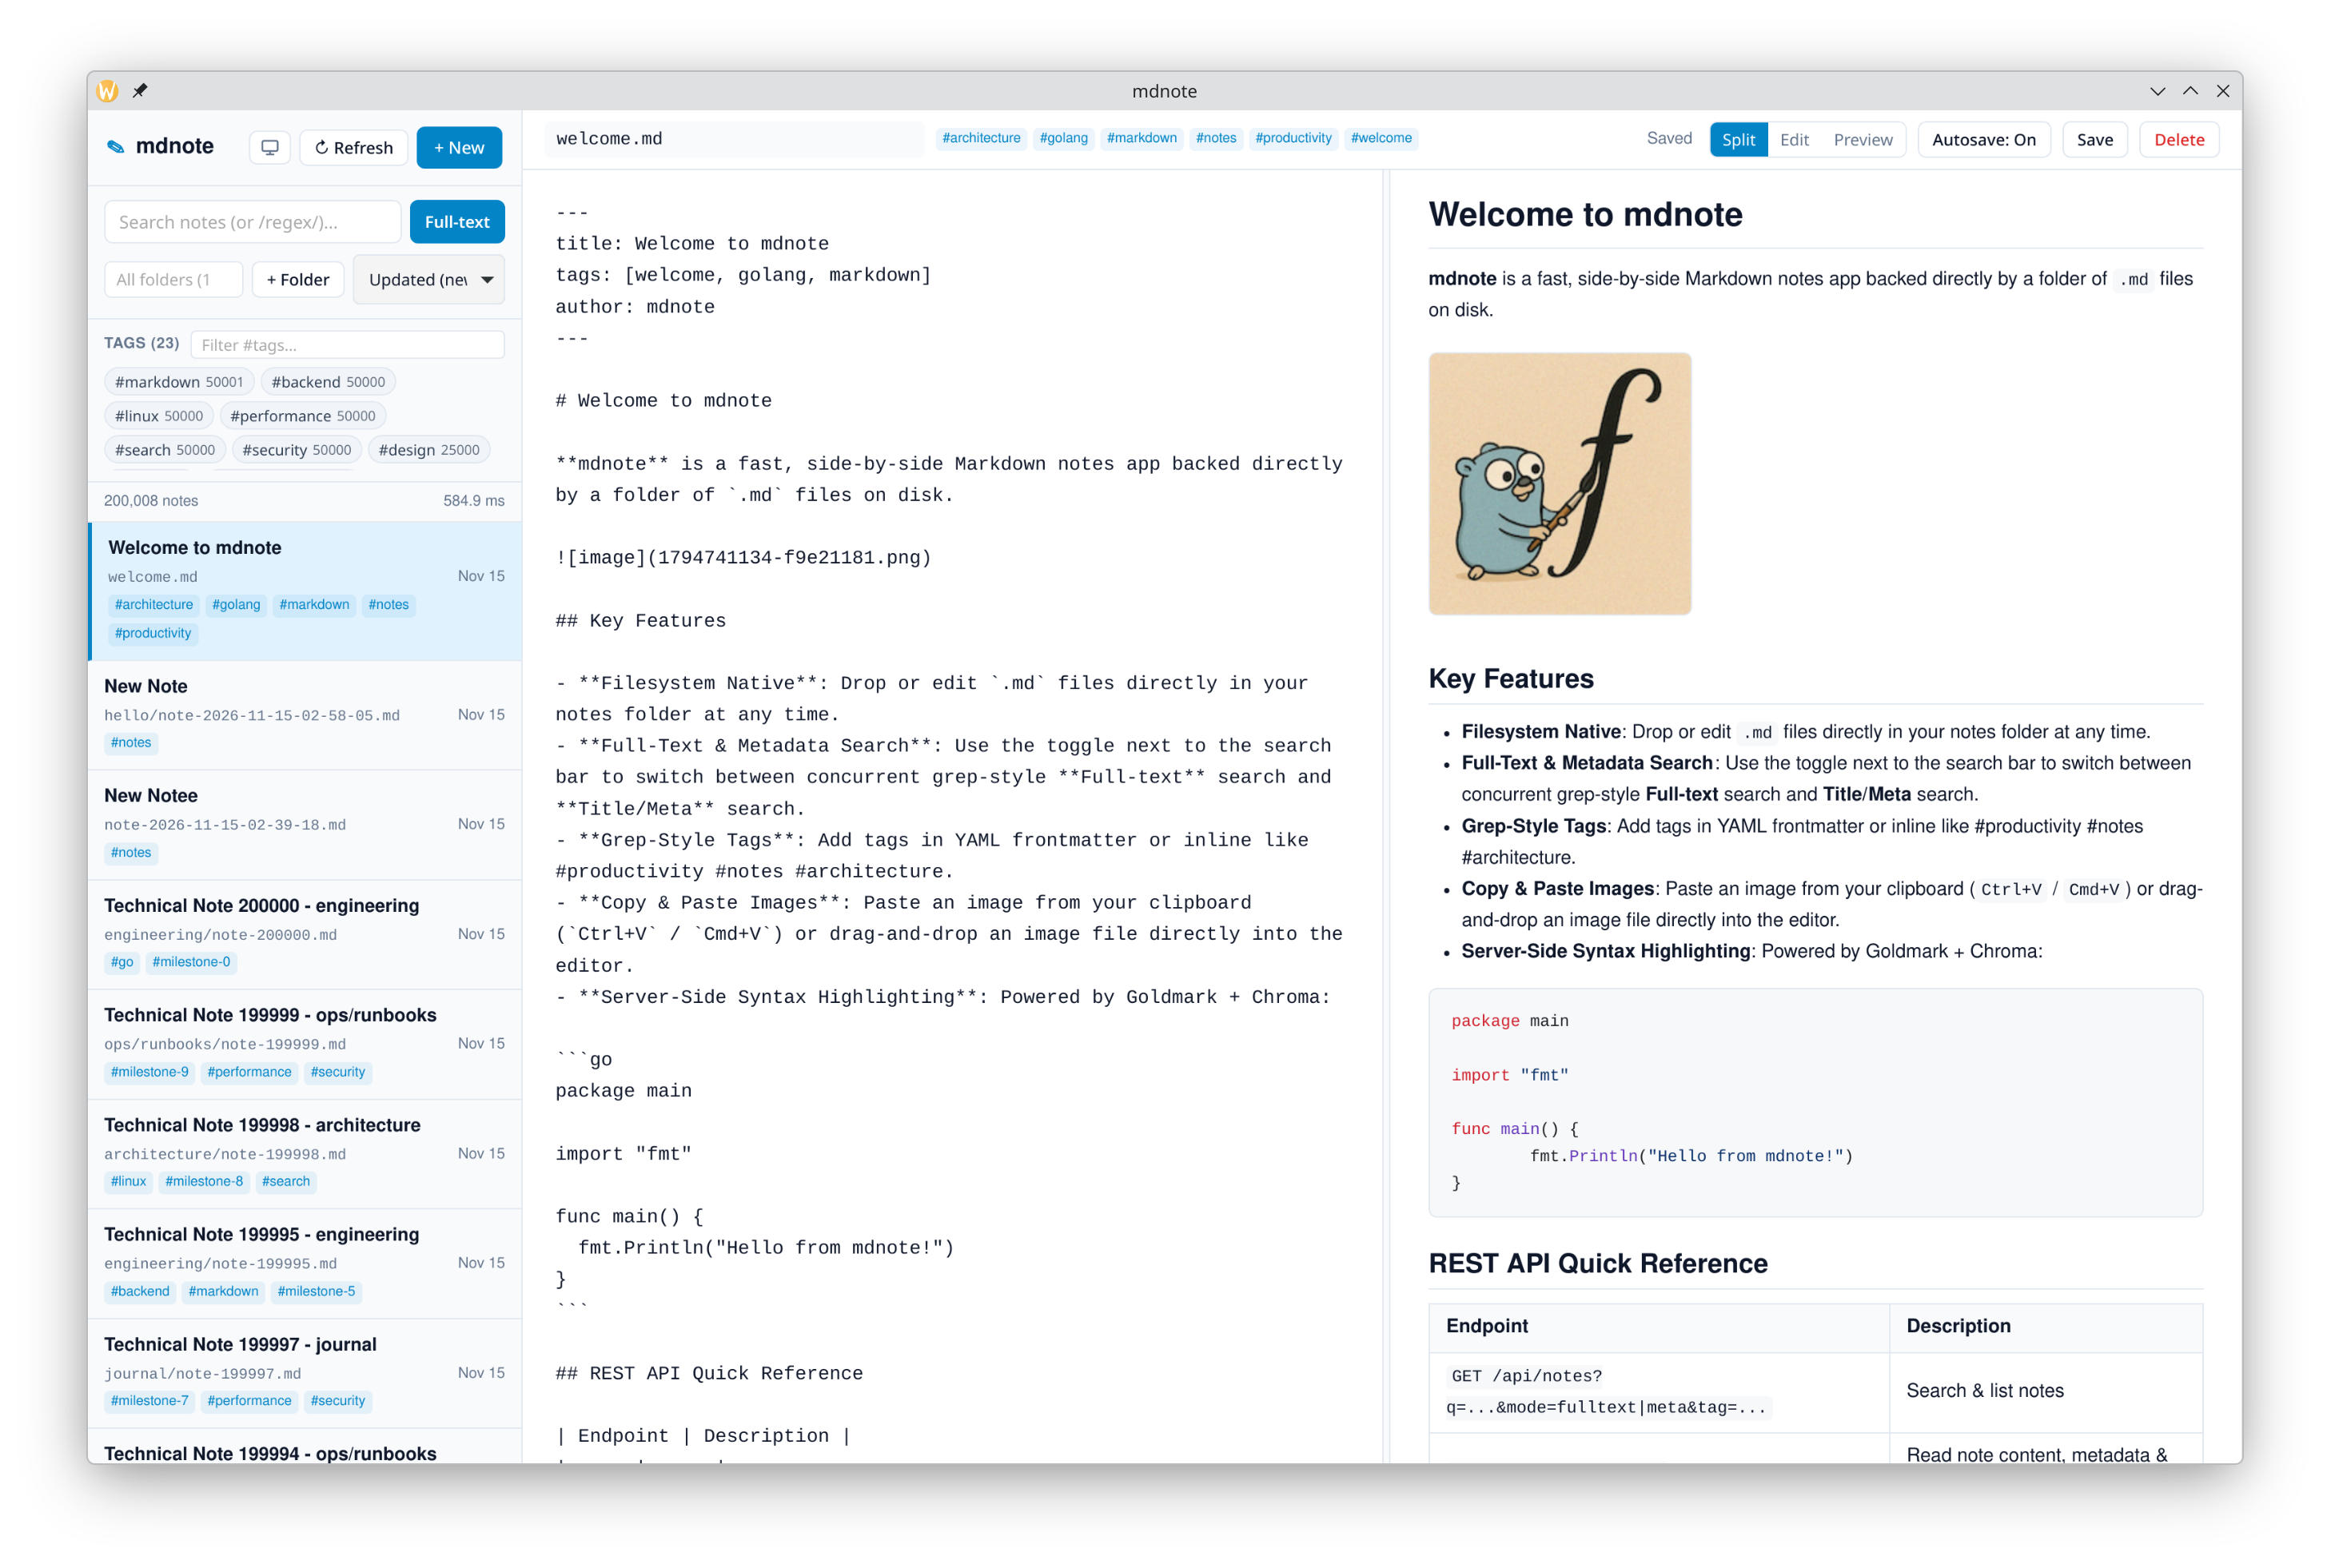 mdnote
mdnote
Refresh
+ New
Search notes (or /regex/)...
Full-text
All folders (1
+ Folder
Updated (nev
TAGS (23)
Filter #tags...
#markdown 50001
#backend 50000
#linux 50000
#performance 50000
#search 50000
#security 50000
#design 25000
200,008 notes
584.9 ms
Welcome to mdnote
welcome.md
Nov 15
#architecture #golang #markdown #notes
#productivity
New Note
hello/note-2026-11-15-02-58-05.md
Nov 15
#notes
New Notee
note-2026-11-15-02-39-18.md
Nov 15
#notes
Technical Note 200000 - engineering
engineering/note-200000.md
Nov 15
#go #milestone-0
Technical Note 199999 - ops/runbooks
ops/runbooks/note-199999.md
Nov 15
#milestone-9 #performance #security
Technical Note 199998 - architecture
architecture/note-199998.md
Nov 15
#linux #milestone-8 #search
Technical Note 199995 - engineering
engineering/note-199995.md
Nov 15
#backend #markdown #milestone-5
Technical Note 199997 - journal
journal/note-199997.md
Nov 15
#milestone-7 #performance #security
Technical Note 199994 - ops/runbooks
welcome.md
#architecture #golang #markdown #notes #productivity #welcome
Saved
Split
Edit
Preview
Autosave: On
Save
Delete
---
title: Welcome to mdnote
tags: [welcome, golang, markdown]
author: mdnote
---
# Welcome to mdnote
**mdnote** is a fast, side-by-side Markdown notes app backed directly
by a folder of `.md` files on disk.
![image](1794741134-f9e21181.png)
## Key Features
- **Filesystem Native**: Drop or edit `.md` files directly in your
notes folder at any time.
- **Full-Text & Metadata Search**: Use the toggle next to the search
bar to switch between concurrent grep-style **Full-text** search and
**Title/Meta** search.
- **Grep-Style Tags**: Add tags in YAML frontmatter or inline like
#productivity #notes #architecture.
- **Copy & Paste Images**: Paste an image from your clipboard
(`Ctrl+V` / `Cmd+V`) or drag-and-drop an image file directly into the
editor.
- **Server-Side Syntax Highlighting**: Powered by Goldmark + Chroma:
```go
package main
import "fmt"
func main() {
  fmt.Println("Hello from mdnote!")
}
```
## REST API Quick Reference
| Endpoint | Description |
Welcome to mdnote
mdnote is a fast, side-by-side Markdown notes app backed directly by a folder of .md files
on disk.
f
Key Features
• Filesystem Native: Drop or edit .md files directly in your notes folder at any time.
• Full-Text & Metadata Search: Use the toggle next to the search bar to switch between
concurrent grep-style Full-text search and Title/Meta search.
• Grep-Style Tags: Add tags in YAML frontmatter or inline like #productivity #notes
#architecture.
• Copy & Paste Images: Paste an image from your clipboard ( Ctrl+V / Cmd+V ) or drag-
and-drop an image file directly into the editor.
• Server-Side Syntax Highlighting: Powered by Goldmark + Chroma:
package main
import "fmt"
func main() {
        fmt.Println("Hello from mdnote!")
}
REST API Quick Reference
Endpoint
Description
GET /api/notes?
q=...&mode=fulltext|meta&tag=...
Search & list notes
Read note content, metadata &